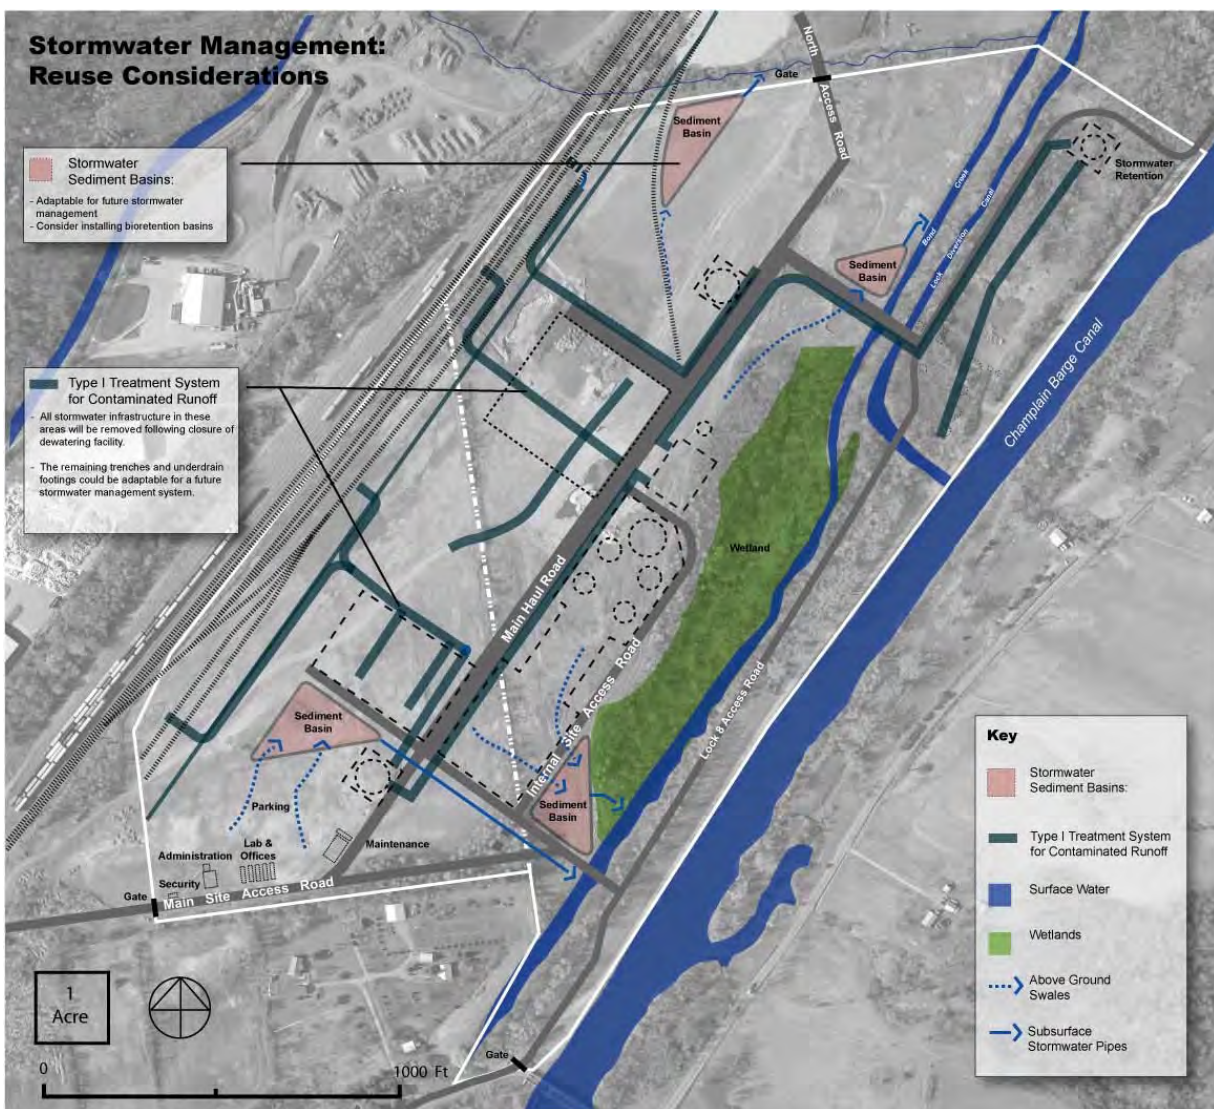 Stormwater Management:
Reuse Considerations
North
Access Road
Gate
Sediment
Basin
Stormwater
Retention
Stormwater
Sediment Basins:
- Adaptable for future stormwater
management
- Consider installing bioretention basins
Bond Creek
Lock Diversion Canal
Sediment
Basin
Champlain Barge Canal
Type I Treatment System
for Contaminated Runoff
- All stormwater infrastructure in these
areas will be removed following closure of
dewatering facility.
- The remaining trenches and underdrain
footings could be adaptable for a future
stormwater management system.
Wetland
Main Haul Road
Internal Site Access Road
Lock 8 Access Road
Sediment
Basin
Sediment
Basin
Parking
Maintenance
Lab &
Offices
Administration
Security
Gate
Main Site Access Road
Gate
1
Acre
0
1000 Ft
Key
Stormwater
Sediment Basins:
Type I Treatment System
for Contaminated Runoff
Surface Water
Wetlands
Above Ground
Swales
Subsurface
Stormwater Pipes